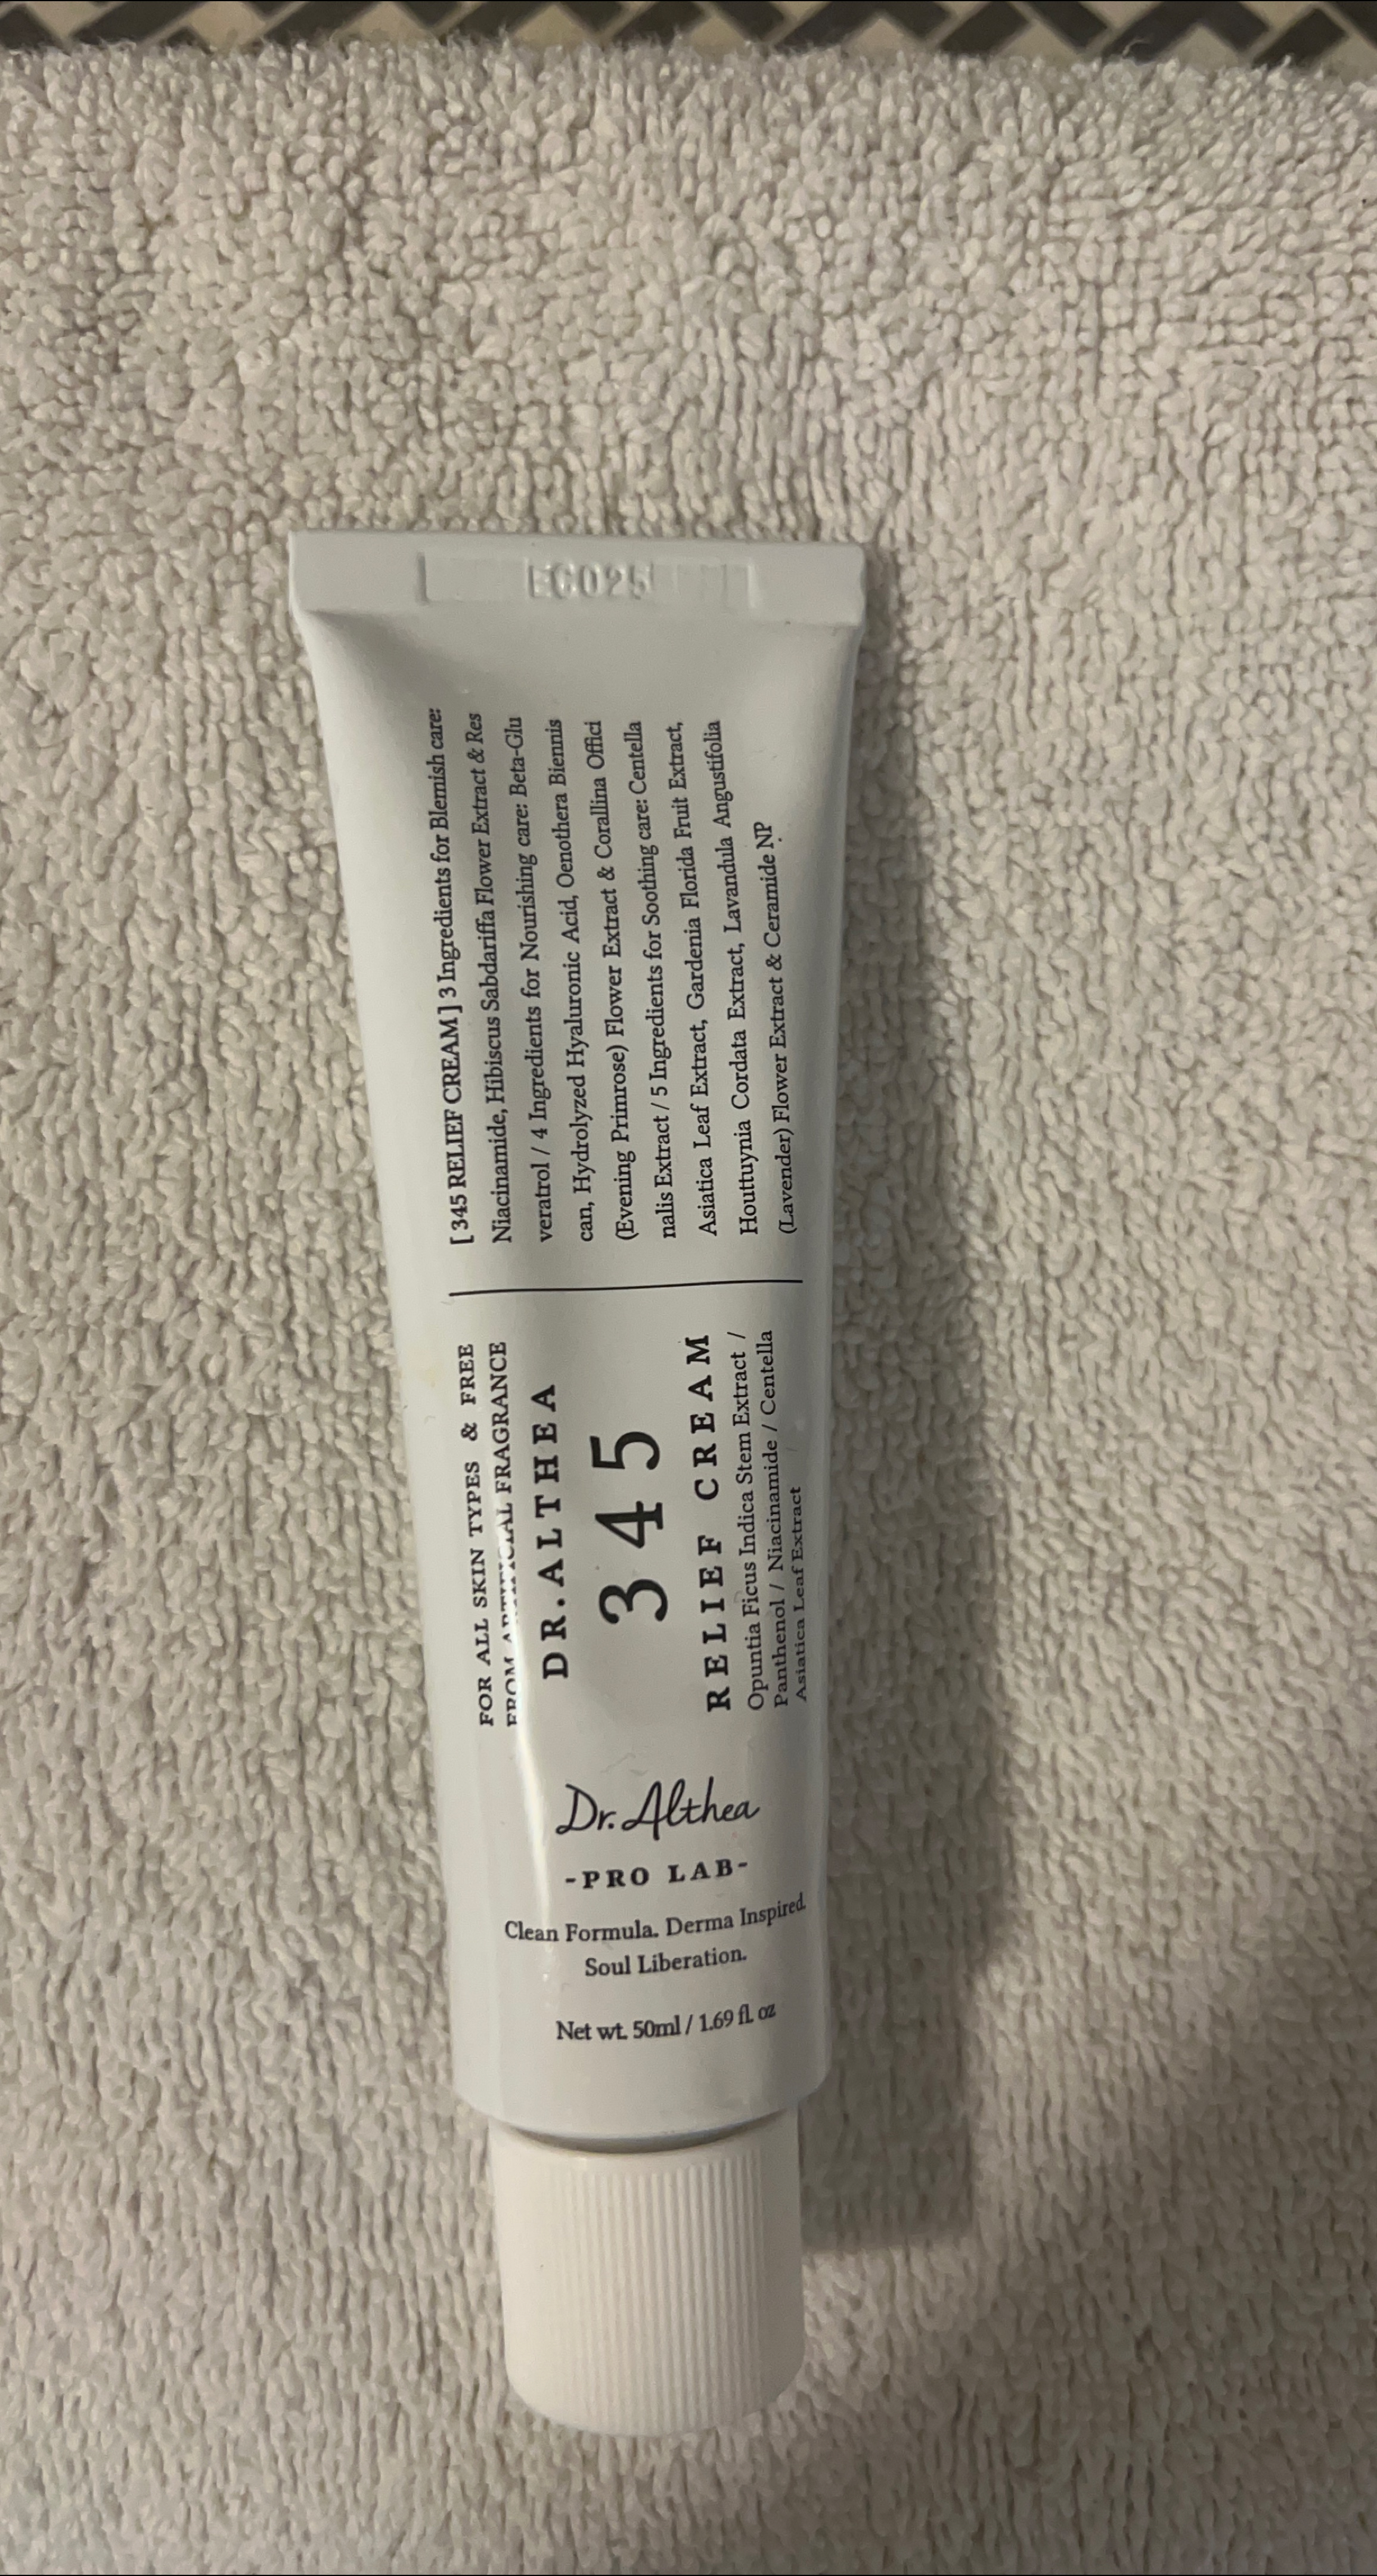 EC025
[ 345 RELIEF CREAM ] 3 Ingredients for Blemish care:
Niacinamide, Hibiscus Sabdariffa Flower Extract & Res
veratrol / 4 Ingredients for Nourishing care: Beta-Glu
can, Hydrolyzed Hyaluronic Acid, Oenothera Biennis
(Evening Primrose) Flower Extract & Corallina Offici
nalis Extract / 5 Ingredients for Soothing care: Centella
Asiatica Leaf Extract, Gardenia Florida Fruit Extract,
Houttuynia Cordata Extract, Lavandula Angustifolia
(Lavender) Flower Extract & Ceramide NP
FOR ALL SKIN TYPES & FREE
FROM ARTIFICIAL FRAGRANCE
DR.ALTHEA
345
RELIEF CREAM
Opuntia Ficus Indica Stem Extract /
Panthenol / Niacinamide / Centella
Asiatica Leaf Extract
Dr.Althea
-PRO LAB-
Clean Formula. Derma Inspired.
Soul Liberation.
Net wt. 50ml / 1.69 fl. oz